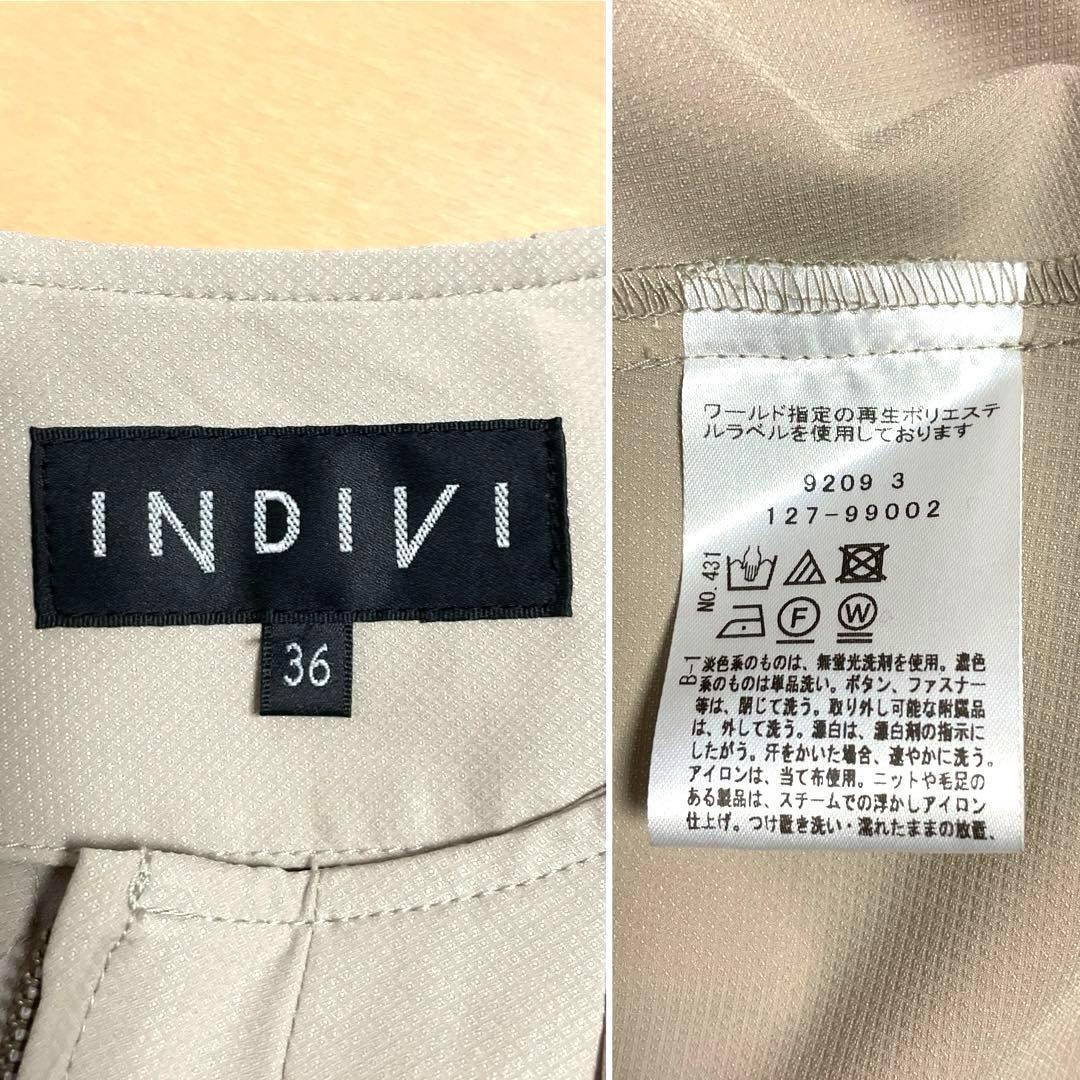 INDIVI
36
ワールド指定の再生ポリエステ
ルラベルを使用しております
9209 3
127-99002
NO.431
F
W
B-1
淡色系のものは、無蛍光洗剤を使用。濃色
系のものは単品洗い。ボタン、ファスナー
等は、閉じて洗う。取り外し可能な附属品
は、外して洗う。漂白は、漂白剤の指示に
したがう。汗をかいた場合、速やかに洗う。
アイロンは、当て布使用。ニットや毛足の
ある製品は、スチームでの浮かしアイロン
仕上げ。つけ置き洗い・濡れたままの放置、